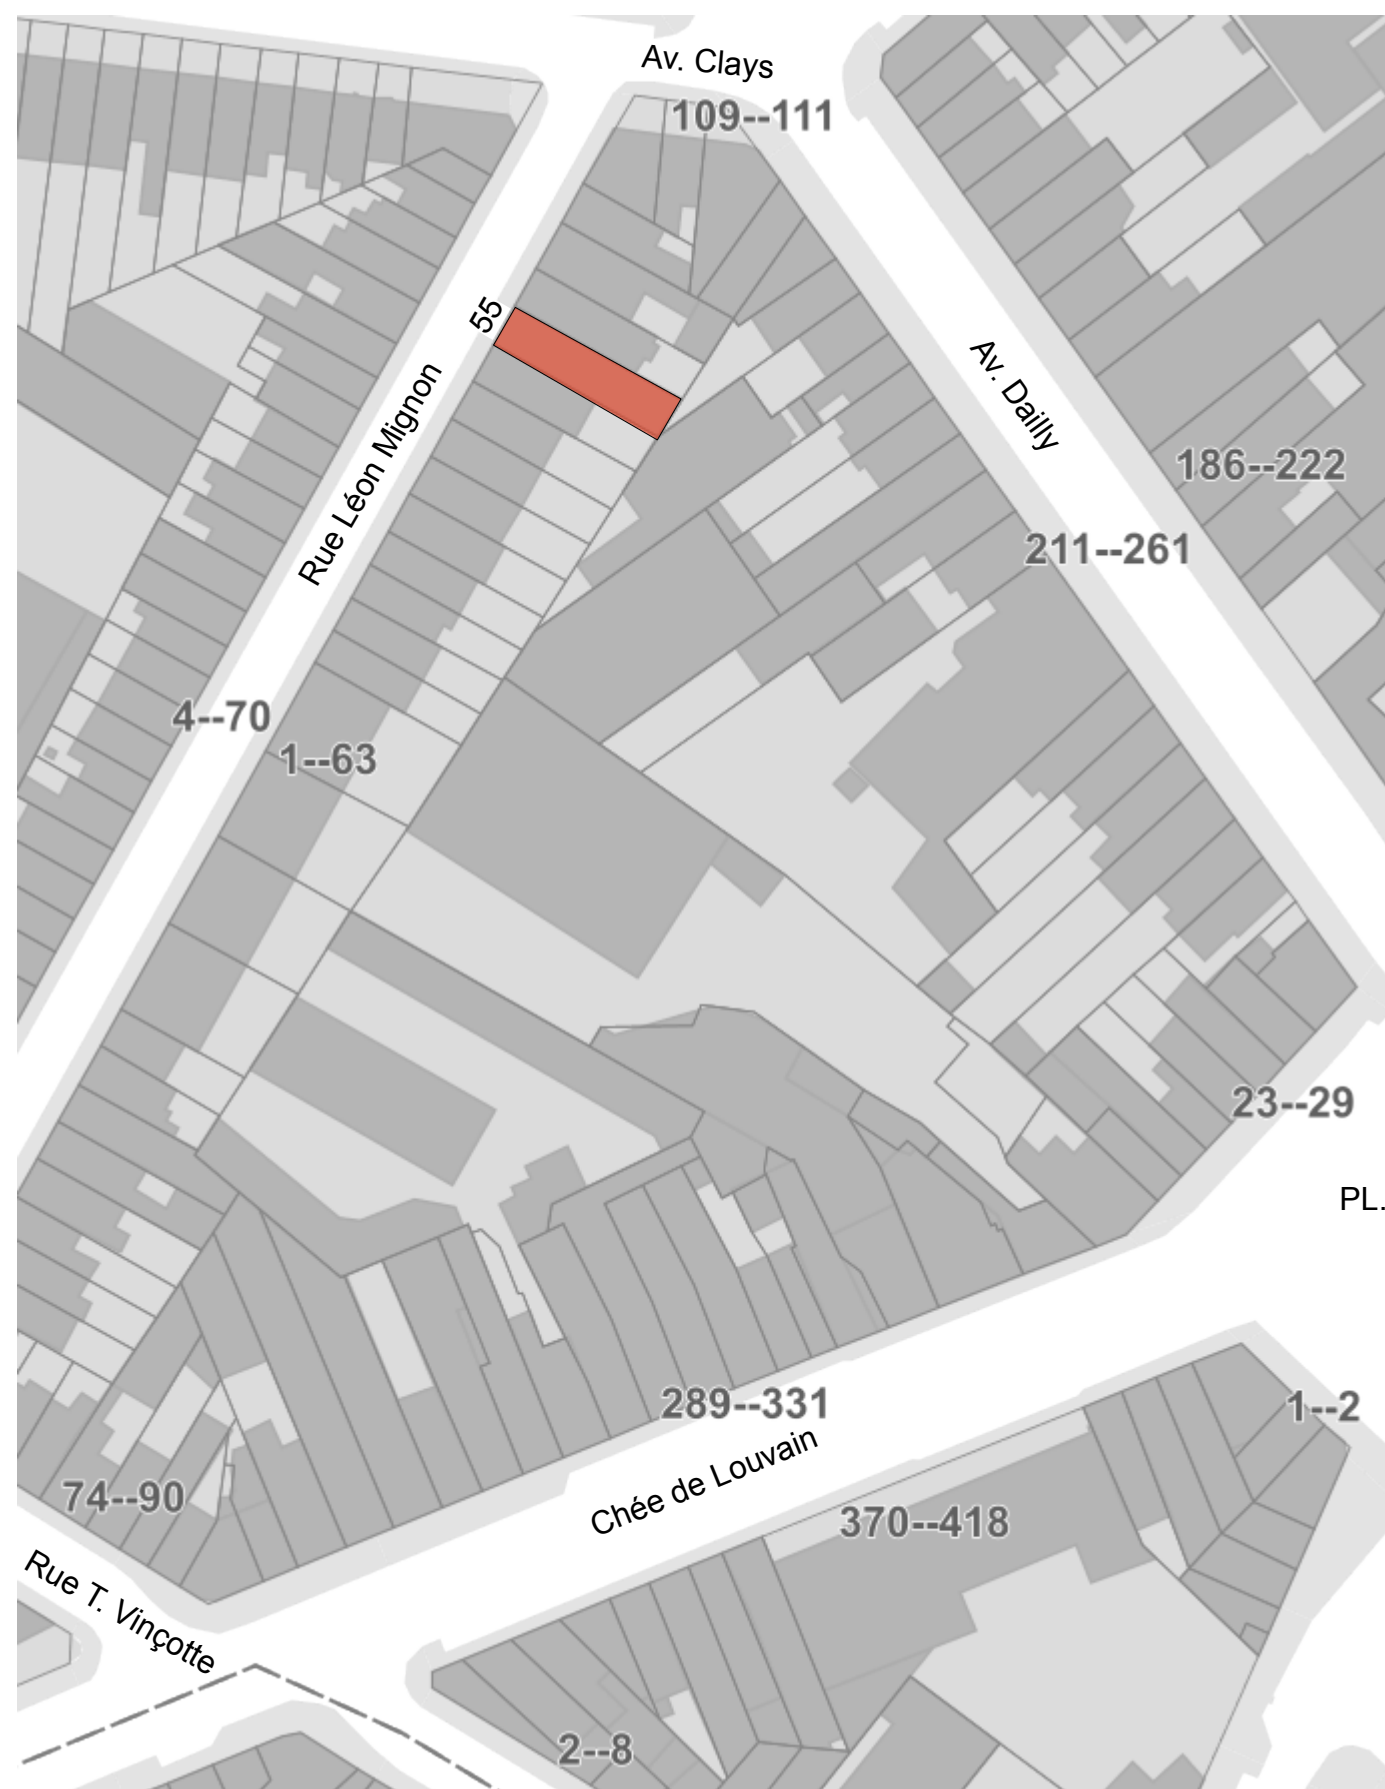 Av. Clays
109--111
55
Av. Dailly
Rue Léon Mignon
186--222
211--261
4--70
1--63
23--29
PL.
289--331
1--2
Chée de Louvain
74--90
370--418
Rue T. Vinçotte
2--8